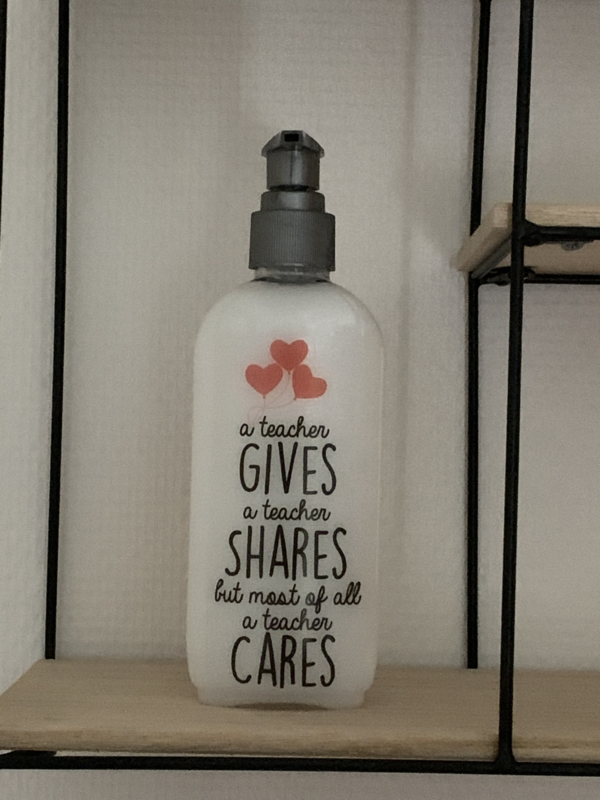 a teacher
GIVES
a teacher
SHARES
but most of all
a teacher
CARES